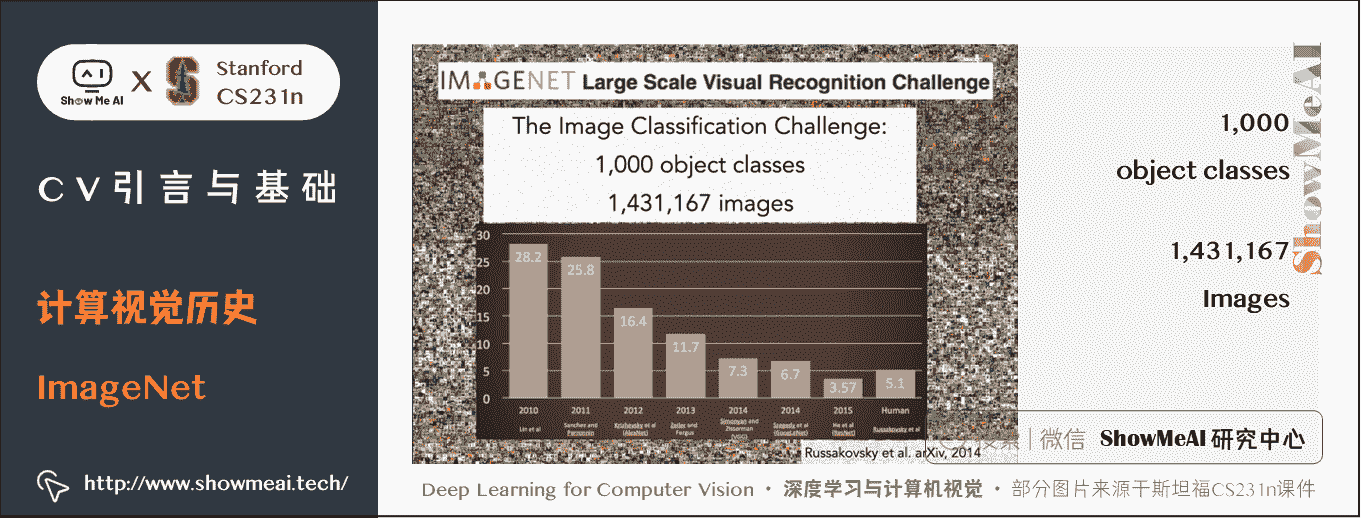 Show Me AI
X
Stanford
CS231n
CV引言与基础
计算视觉历史
ImageNet
http://www.showmeai.tech/
IMAGENET Large Scale Visual Recognition Challenge
The Image Classification Challenge:
1,000 object classes
1,431,167 images
30
25
20
15
10
5
0
28.2
25.8
16.4
11.7
7.3
6.7
3.57
5.1
2010
2011
2012
2013
2014
2014
2015
Human
Lin et al
Sanchez and Perronnin
Krizhevsky et al (AlexNet)
Zeiler and Fergus
Simonyan and Zisserman (VGG)
Szegedy et al (GoogLeNet)
He et al (ResNet)
Russakovsky et al
Russakovsky et al. arXiv, 2014
1,000
object classes
1,431,167
Images
ShowMeAI
微信 ShowMeAI 研究中心
Deep Learning for Computer Vision · 深度学习与计算机视觉 · 部分图片来源于斯坦福CS231n课件